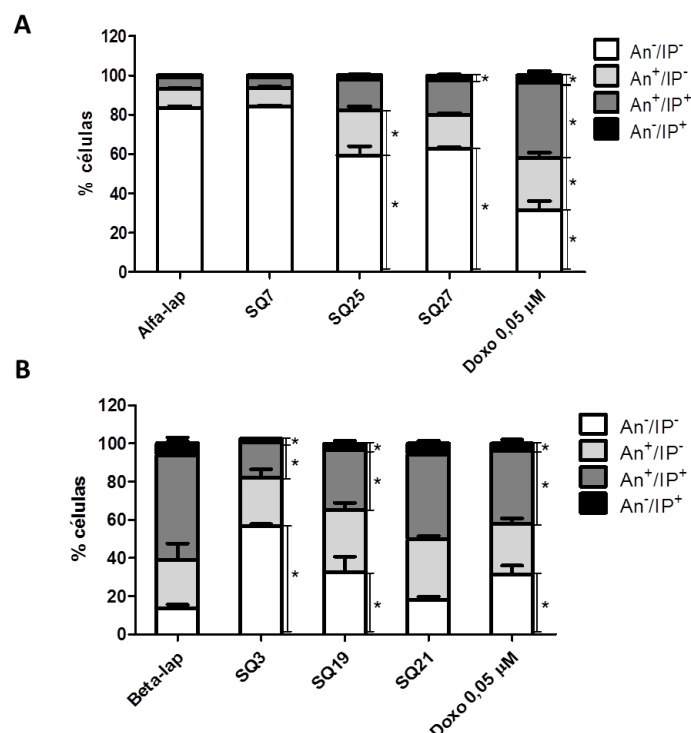 A
120
100
80
60
40
20
0
% células
* * * * * * * *
Alfa-lap
SQ7
SQ25
SQ27
Doxo 0,05 µM
An⁻/IP⁻
An⁺/IP⁻
An⁺/IP⁺
An⁻/IP⁺
B
120
100
80
60
40
20
0
% células
* * * * * * * * *
Beta-lap
SQ3
SQ19
SQ21
Doxo 0,05 µM
An⁻/IP⁻
An⁺/IP⁻
An⁺/IP⁺
An⁻/IP⁺